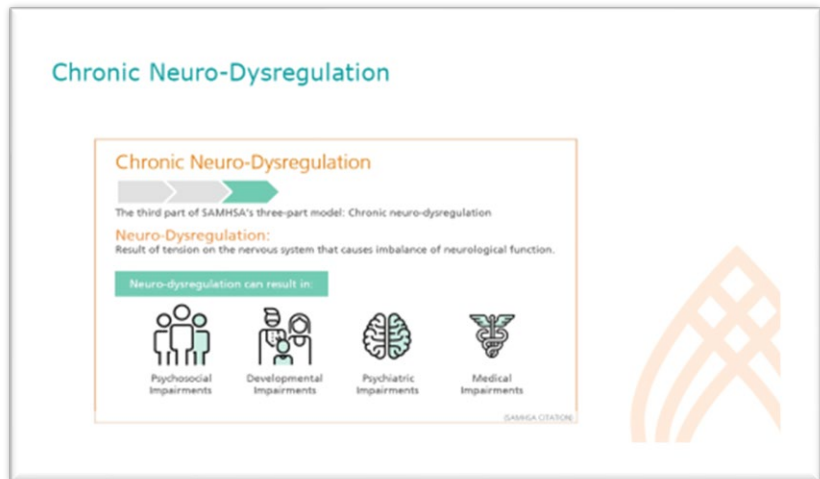 Chronic Neuro-Dysregulation
Chronic Neuro-Dysregulation
The third part of SAMHSA's three-part model: Chronic neuro-dysregulation
Neuro-Dysregulation:
Result of tension on the nervous system that causes imbalance of neurological function.
Neuro-dysregulation can result in:
Psychosocial
Impairments
Developmental
Impairments
Psychiatric
Impairments
Medical
Impairments
(SAMHSA CITATION)